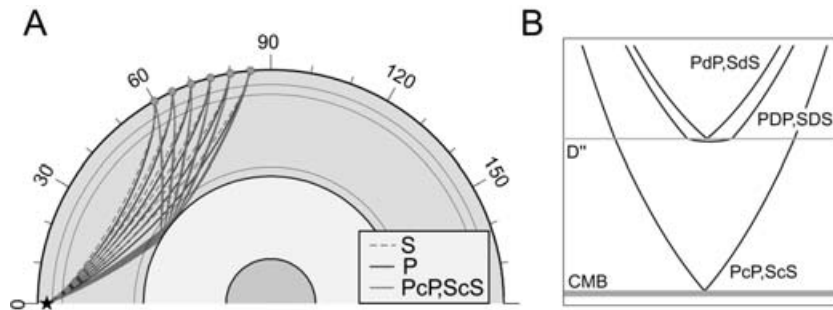 A
B
90
60
120
30
150
0
S
P
PcP,ScS
PdP,SdS
PDP,SDS
D"
PcP,ScS
CMB